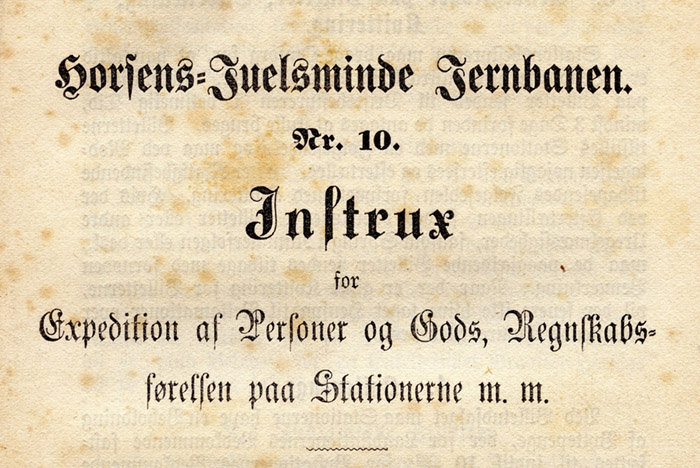 Horsens-Juelsminde Jernbanen.
Nr. 10.
Instrux
for
Expedition af Personer og Gods, Regnskabs-
førelsen paa Stationerne m. m.